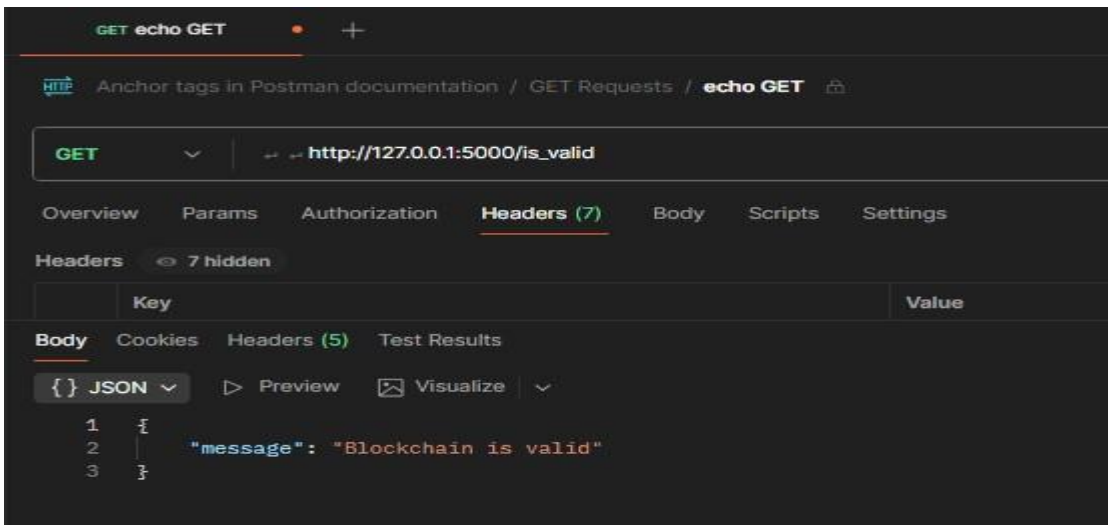 GET echo GET
HTTP Anchor tags in Postman documentation / GET Requests / echo GET
GET http://127.0.0.1:5000/is_valid
Overview Params Authorization Headers (7) Body Scripts Settings
Headers 7 hidden
Key Value
Body Cookies Headers (5) Test Results
{} JSON Preview Visualize
1 {
2 "message": "Blockchain is valid"
3 }